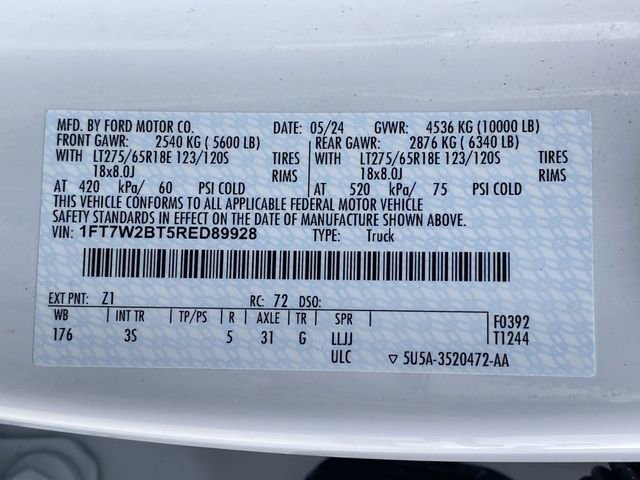 MFD. BY FORD MOTOR CO. DATE: 05/24 GVWR: 4536 KG (10000 LB)
FRONT GAWR: 2540 KG (5600 LB) REAR GAWR: 2876 KG (6340 LB)
WITH LT275/65R18E 123/120S TIRES LT275/65R18E 123/120S TIRES
WITH 18x8.0J RIMS 18x8.0J RIMS
AT 420 kPa/ 60 PSI COLD AT 520 kPa/ 75 PSI COLD
THIS VEHICLE CONFORMS TO ALL APPLICABLE FEDERAL MOTOR VEHICLE
SAFETY STANDARDS IN EFFECT ON THE DATE OF MANUFACTURE SHOWN ABOVE.
VIN: 1FT7W2BT5RED89928 TYPE: Truck
EXT PNT: Z1 RC: 72 DSO:
WB INT TR TP/PS R AXLE TR SPR F0392
176 3S 5 31 G LLJJ T1244
ULC ▽ 5U5A-3520472-AA